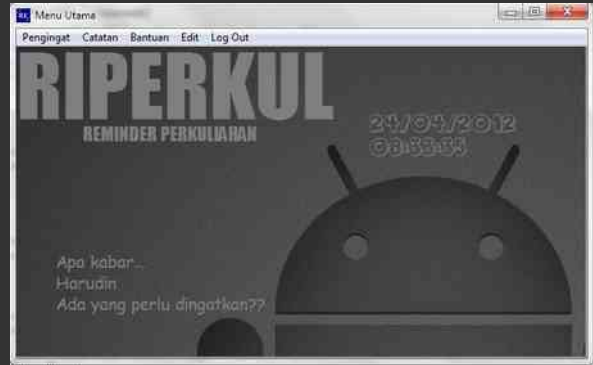 Menu Utama
Pengingat Catatan Bantuan Edit Log Out
RIPERKUL
REMINDER PERKULIAHAN
24/04/2012
08:33:35
Apa kabar...
Harudin
Ada yang perlu dingatkan??